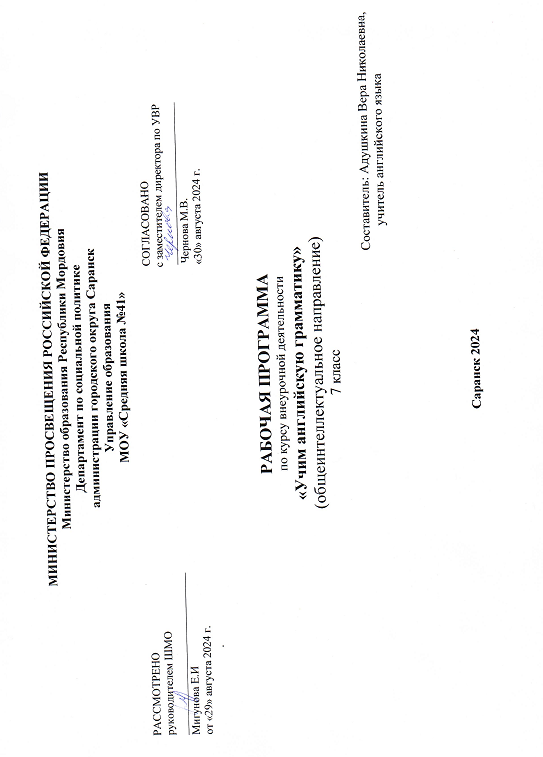 МИНИСТЕРСТВО ПРОСВЕЩЕНИЯ РОССИЙСКОЙ ФЕДЕРАЦИИ
Министерство образования Республики Мордовия
Департамент по социальной политике
администрации городского округа Саранск
Управление образования
МОУ «Средняя школа №41»
РАССМОТРЕНО
руководителем ШМО
Мигунова Е.И
от «29» августа 2024 г.
СОГЛАСОВАНО
с заместителем директора по УВР
Чернова М.В.
«30» августа 2024 г.
РАБОЧАЯ ПРОГРАММА
по курсу внеурочной деятельности
«Учим английскую грамматику»
(общеинтеллектуальное направление)
7 класс
Составитель: Адушкина Вера Николаевна,
учитель английского языка
Саранск 2024